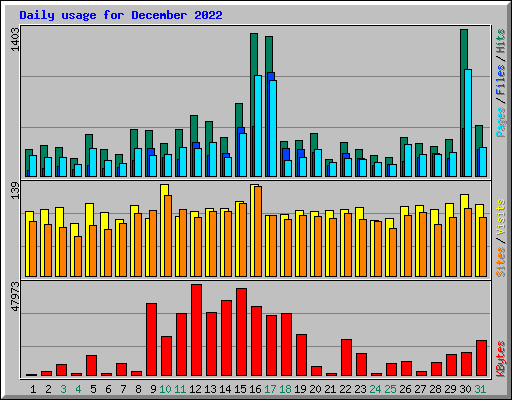 Daily usage for December 2022
1403
Pages / Files / Hits
139
Sites / Visits
47973
KBytes
1 2 3 4 5 6 7 8 9 10 11 12 13 14 15 16 17 18 19 20 21 22 23 24 25 26 27 28 29 30 31